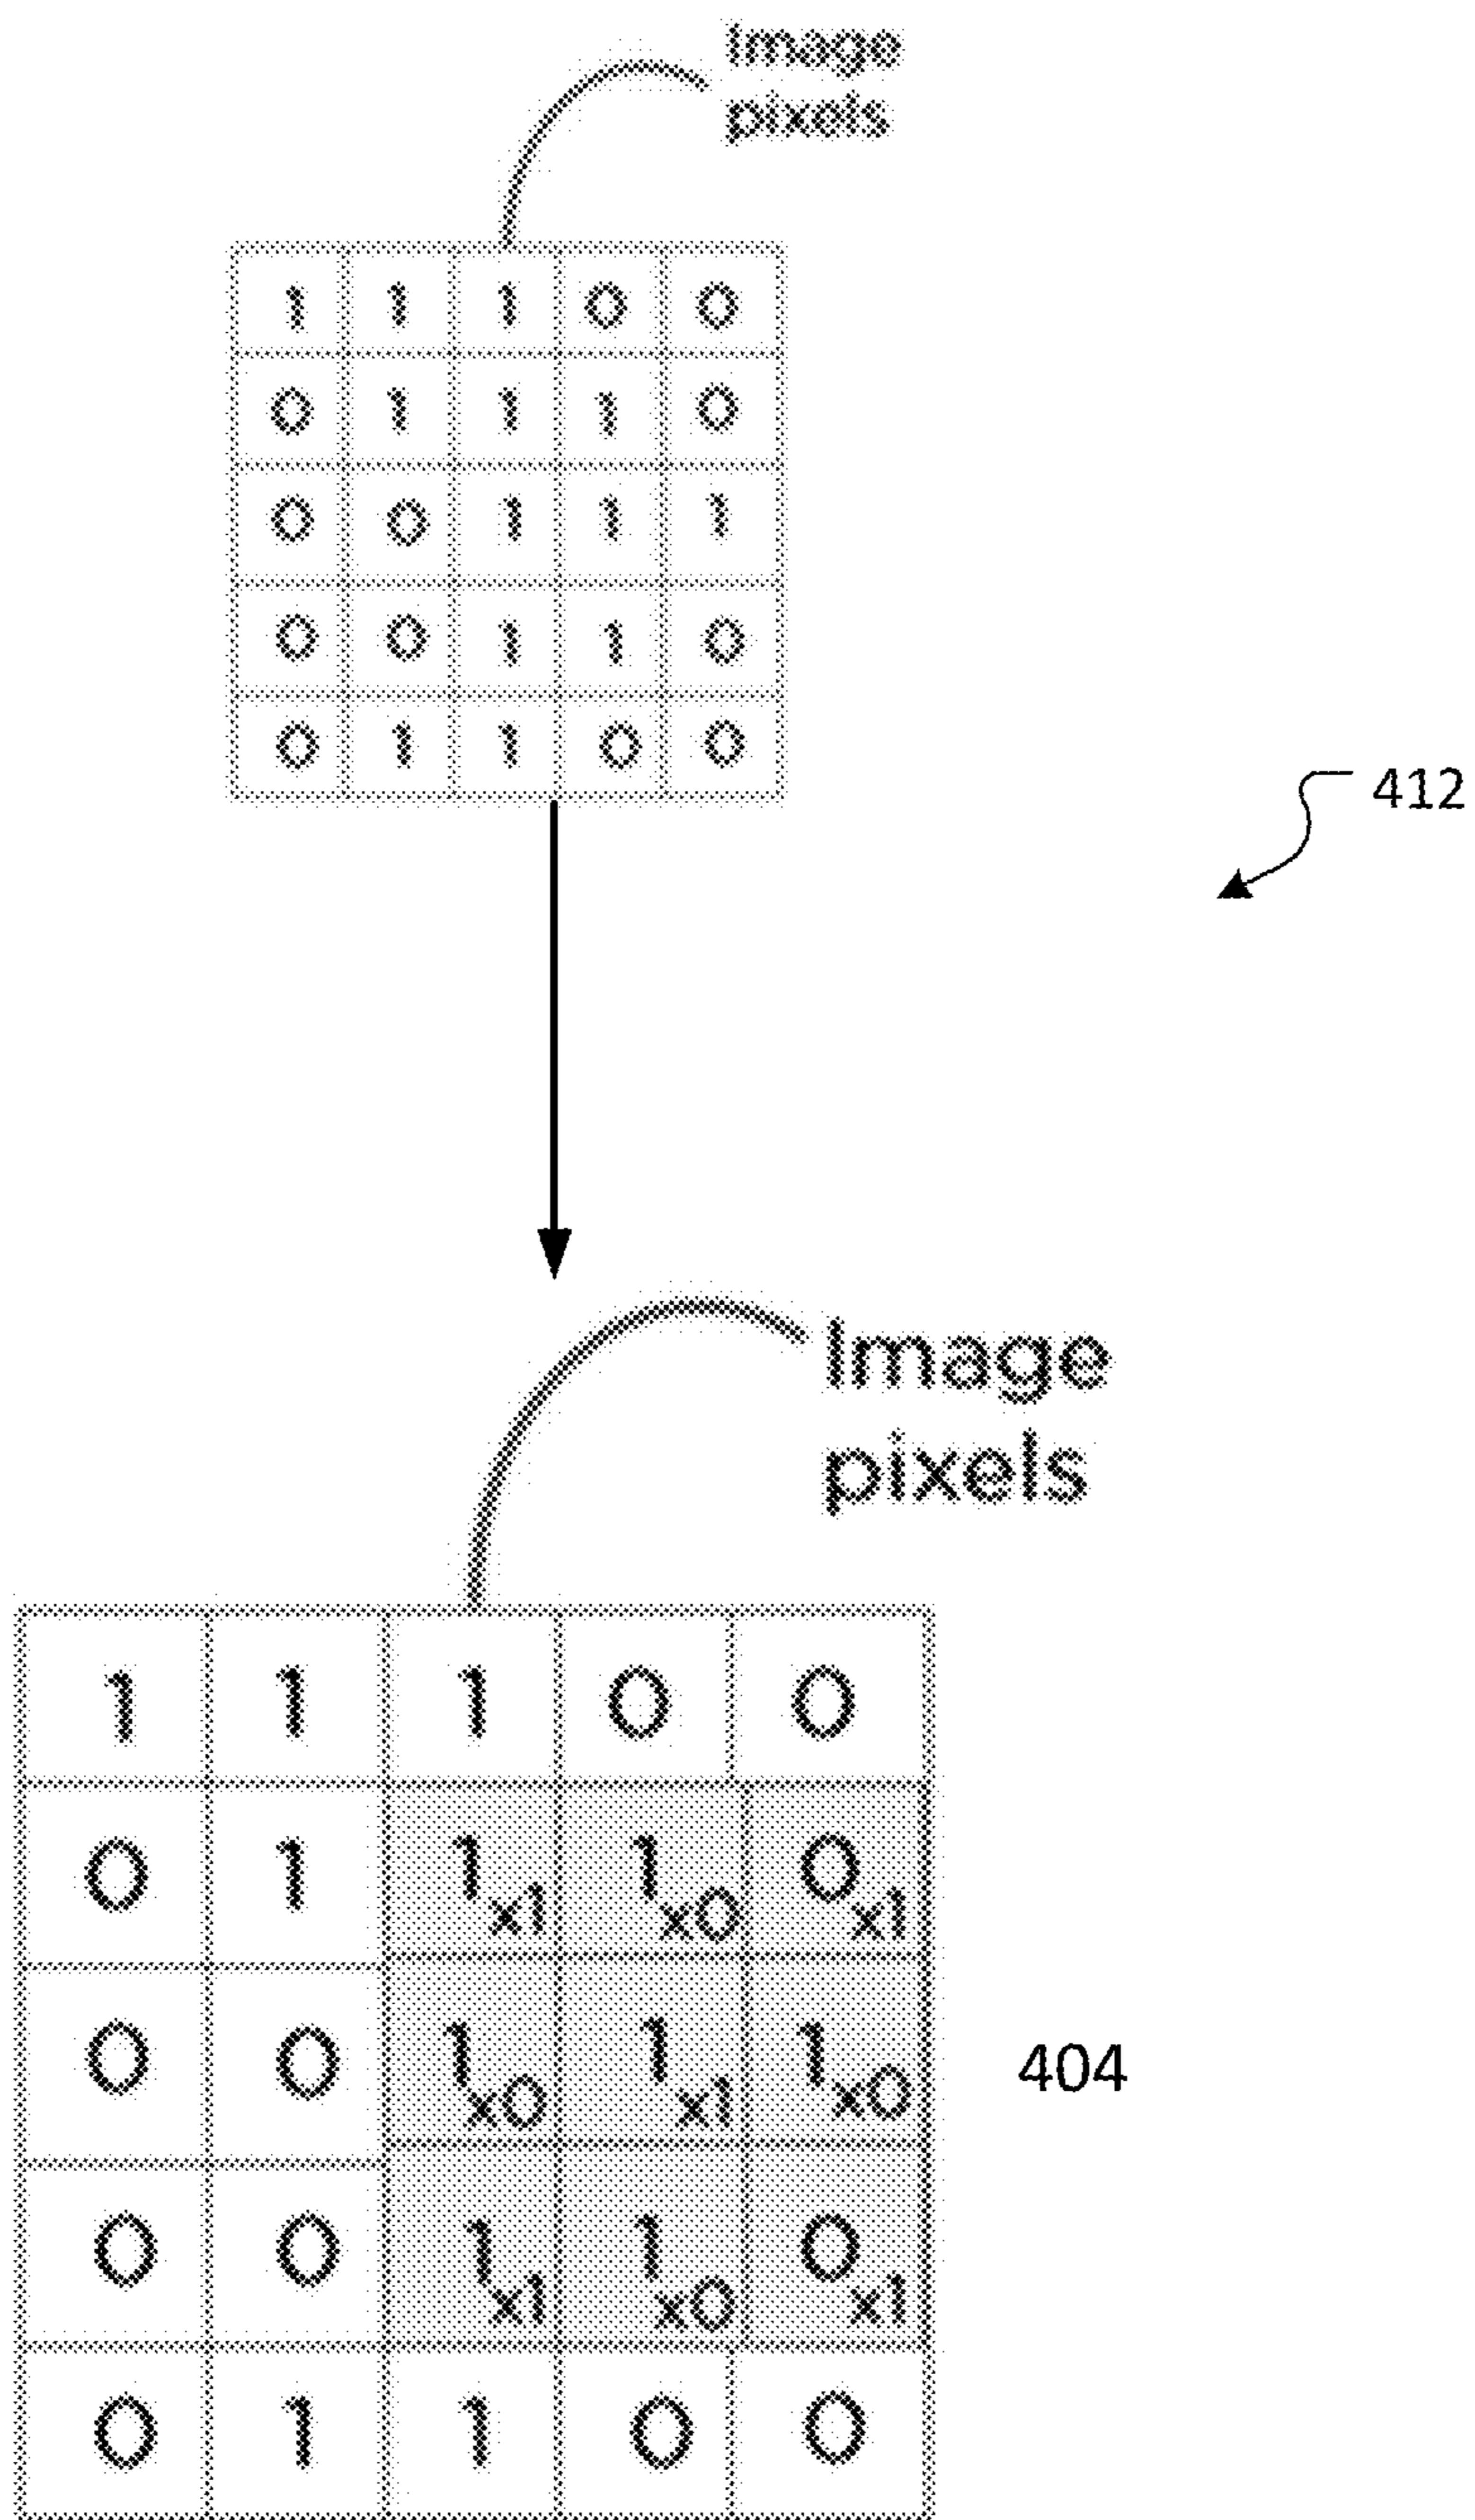 Image
pixels
1 1 1 0 0
0 1 1 1 0
0 0 1 1 1
0 0 1 1 0
0 1 1 0 0
412
Image
pixels
1 1 1 0 0
0 1 1x1 1x0 0x1
0 0 1x0 1x1 1x0
404
0 0 1x1 1x0 0x1
0 1 1 0 0